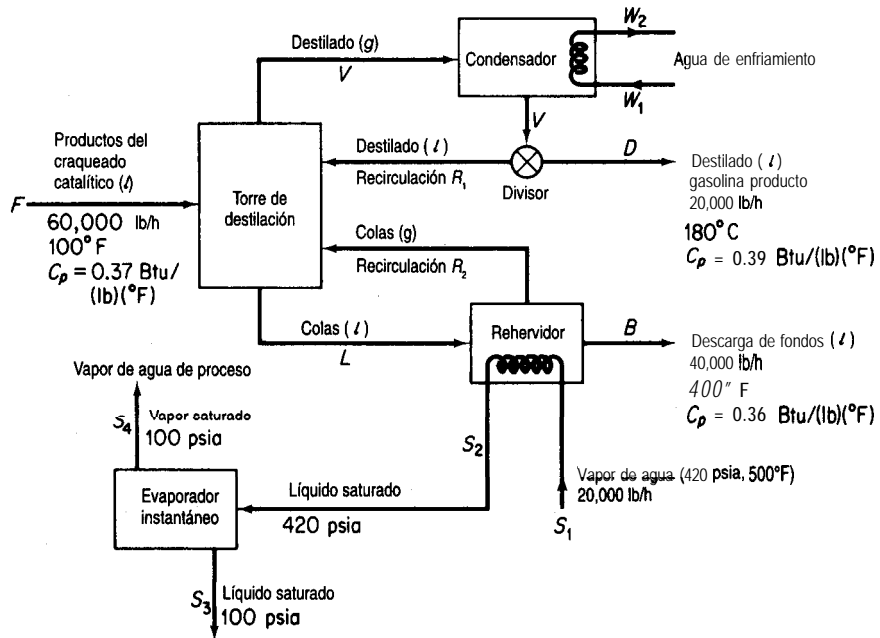 W₂
Destilado (g)
V
Condensador
Agua de enfriamiento
W₁
V
Productos del
craqueado
catalítico (l)
F
60,000 lb/h
100° F
Cp = 0.37 Btu/
(lb)(°F)
Torre de
destilación
Destilado (l)
Recirculación R₁
Divisor
D
Destilado (l)
gasolina producto
20,000 lb/h
180° C
Cp = 0.39 Btu/(lb)(°F)
Colas (g)
Recirculación R₂
Colas (l)
L
Rehervidor
B
Descarga de fondos (l)
40,000 lb/h
400" F
Cp = 0.36 Btu/(lb)(°F)
Vapor de agua de proceso
S₄
Vapor saturado
100 psia
S₂
Evaporador
instantáneo
Líquido saturado
420 psia
Vapor de agua (420 psia, 500°F)
20,000 lb/h
S₁
S₃
Líquido saturado
100 psia